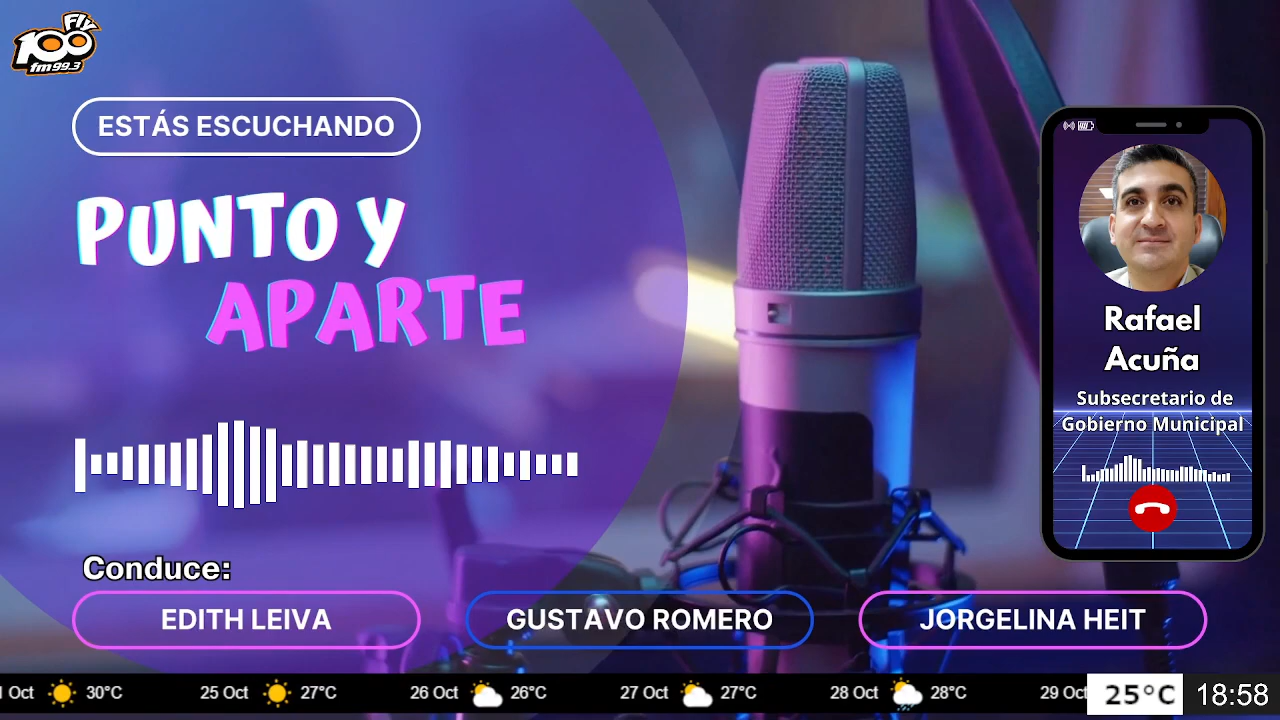 Fly
100
fm 99.3
ESTÁS ESCUCHANDO
PUNTO Y
APARTE
Rafael
Acuña
Subsecretario de
Gobierno Municipal
Conduce:
EDITH LEIVA
GUSTAVO ROMERO
JORGELINA HEIT
Oct 30°C 25 Oct 27°C 26 Oct 26°C 27 Oct 27°C 28 Oct 28°C 29 Oct 25°C 18:58